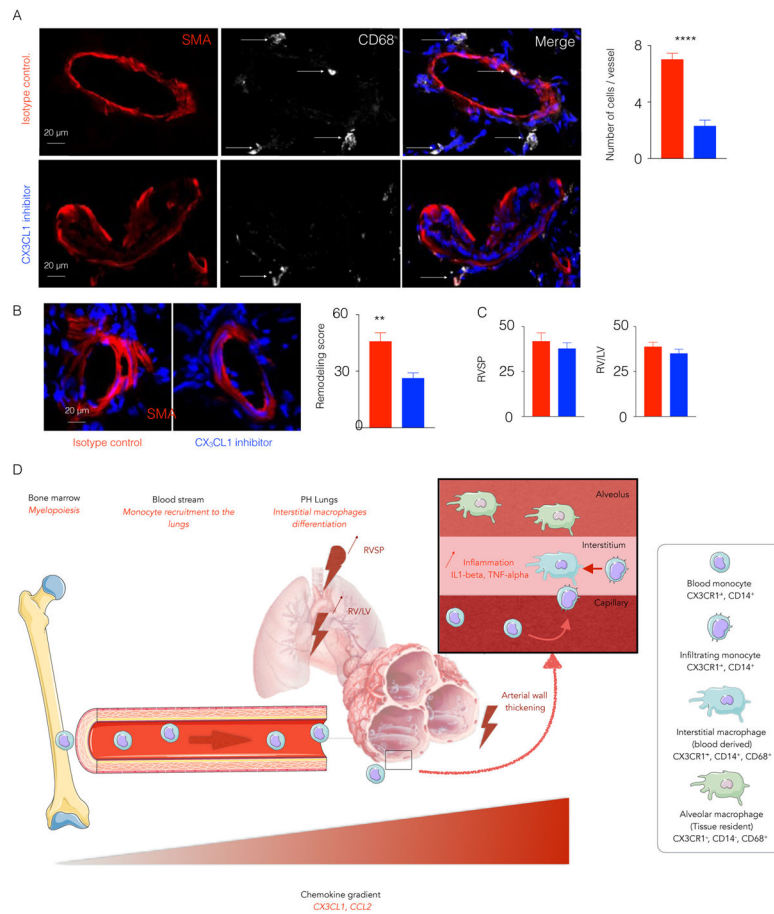 A
SMA
CD68
Merge
Isotype control.
20 µm
CX3CL1 inhibitor
20 µm
****
Number of cells / vessel
8
4
0
B
20 µm
SMA
Isotype control
CX3CL1 inhibitor
**
Remodeling score
60
30
0
C
RVSP
50
25
0
RV/LV
50
25
0
D
Bone marrow
Myelopoiesis
Blood stream
Monocyte recruitment to the
lungs
PH Lungs
Interstitial macrophages
differentiation
RVSP
RV/LV
Alveolus
Interstitium
Inflammation
IL1-beta, TNF-alpha
Capillary
Arterial wall
thickening
Blood monocyte
CX3CR1+, CD14+
Infiltrating monocyte
CX3CR1+, CD14+
Interstitial macrophage
(blood derived)
CX3CR1+, CD14+, CD68+
Alveolar macrophage
(Tissue resident)
CX3CR1-, CD14-, CD68+
Chemokine gradient
CX3CL1, CCL2